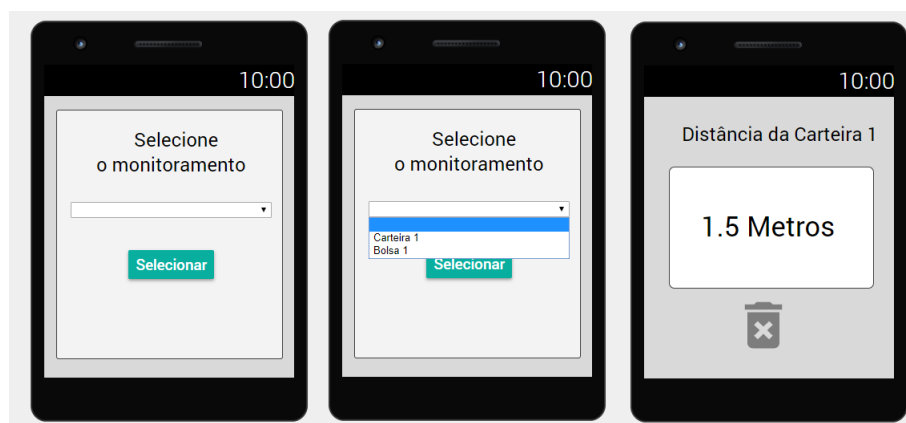 10:00
Selecione
o monitoramento
Selecionar
10:00
Selecione
o monitoramento
Carteira 1
Bolsa 1
Selecionar
10:00
Distância da Carteira 1
1.5 Metros